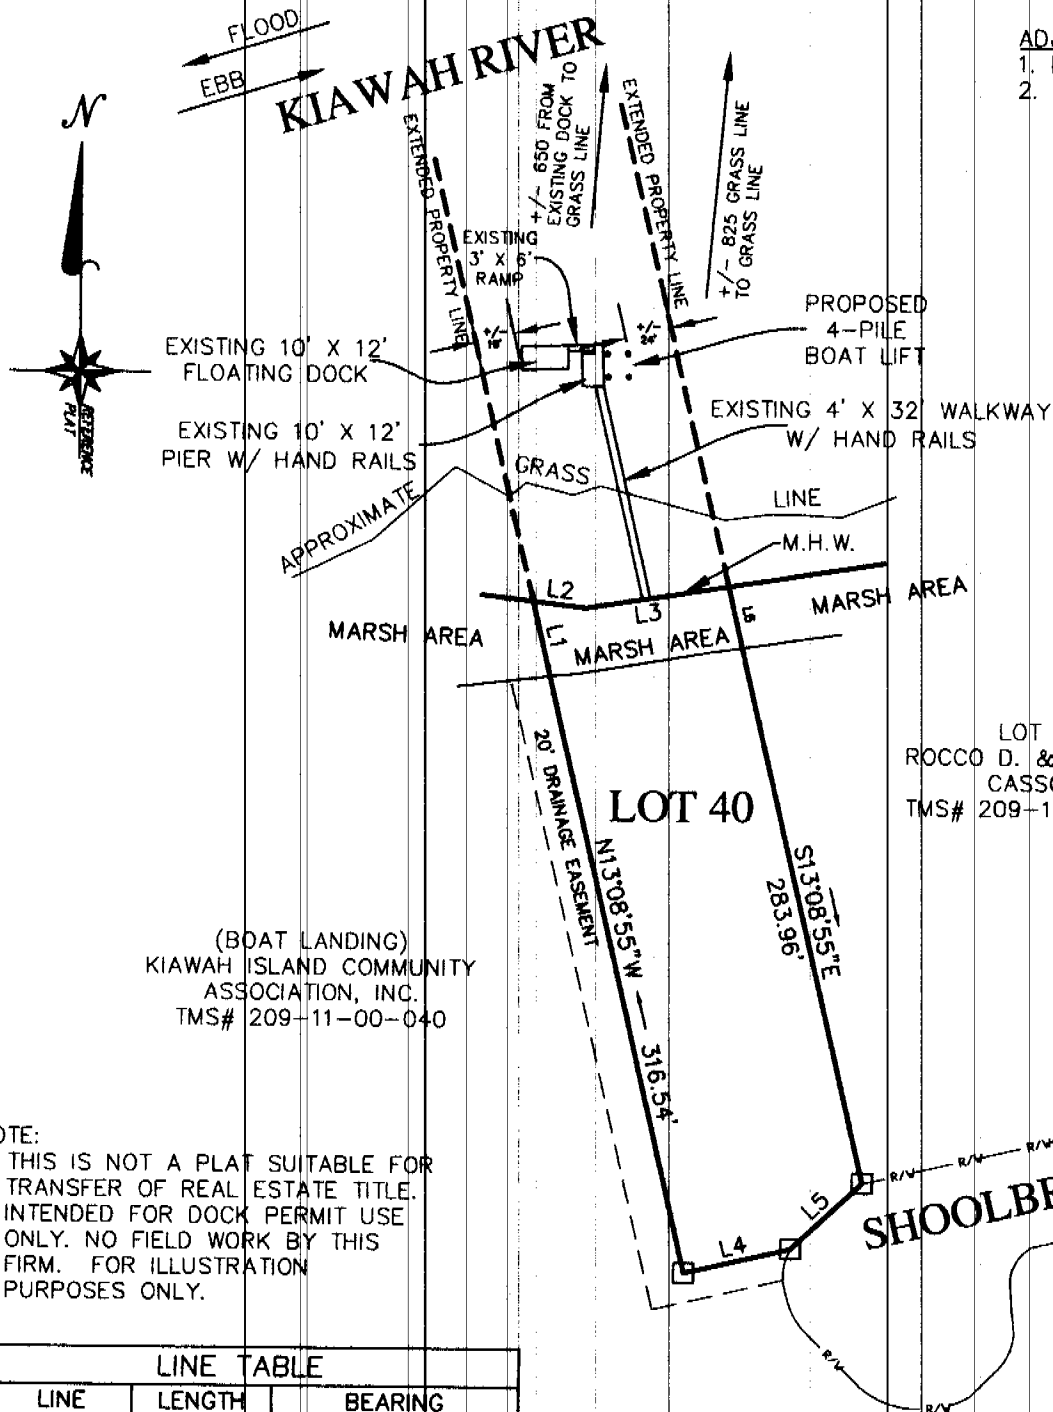 FLOOD
EBB
KIAWAH RIVER
N
REFERENCE
PLAT
EXTENDED PROPERTY LINE
+/- 650 FROM
EXISTING DOCK TO
GRASS LINE
EXTENDED PROPERTY LINE
+/- 825 GRASS LINE
TO GRASS LINE
1.
2.
EXISTING
3' X 6'
RAMP
+/-
+/-
24'
PROPOSED
4-PILE
BOAT LIFT
EXISTING 10' X 12'
FLOATING DOCK
EXISTING 10' X 12'
PIER W/ HAND RAILS
EXISTING 4' X 32' WALKWAY
W/ HAND RAILS
APPROXIMATE GRASS LINE
M.H.W.
L2
L3
L1
L6
MARSH AREA
MARSH AREA
MARSH AREA
20' DRAINAGE EASEMENT
LOT 40
LOT
ROCCO D. &
TMS# 209-1
N13°08'55"W
316.54'
S13°08'55"E
283.96'
(BOAT LANDING)
KIAWAH ISLAND COMMUNITY
ASSOCIATION, INC.
TMS# 209-11-00-040
THIS IS NOT A PLAT SUITABLE FOR
TRANSFER OF REAL ESTATE TITLE.
INTENDED FOR DOCK PERMIT USE
ONLY. NO FIELD WORK BY THIS
FIRM. FOR ILLUSTRATION
PURPOSES ONLY.
L4
L5
R/W
R/W
R/W
R/W
R/W
SHOOLBR
LINE TABLE
LINE LENGTH BEARING